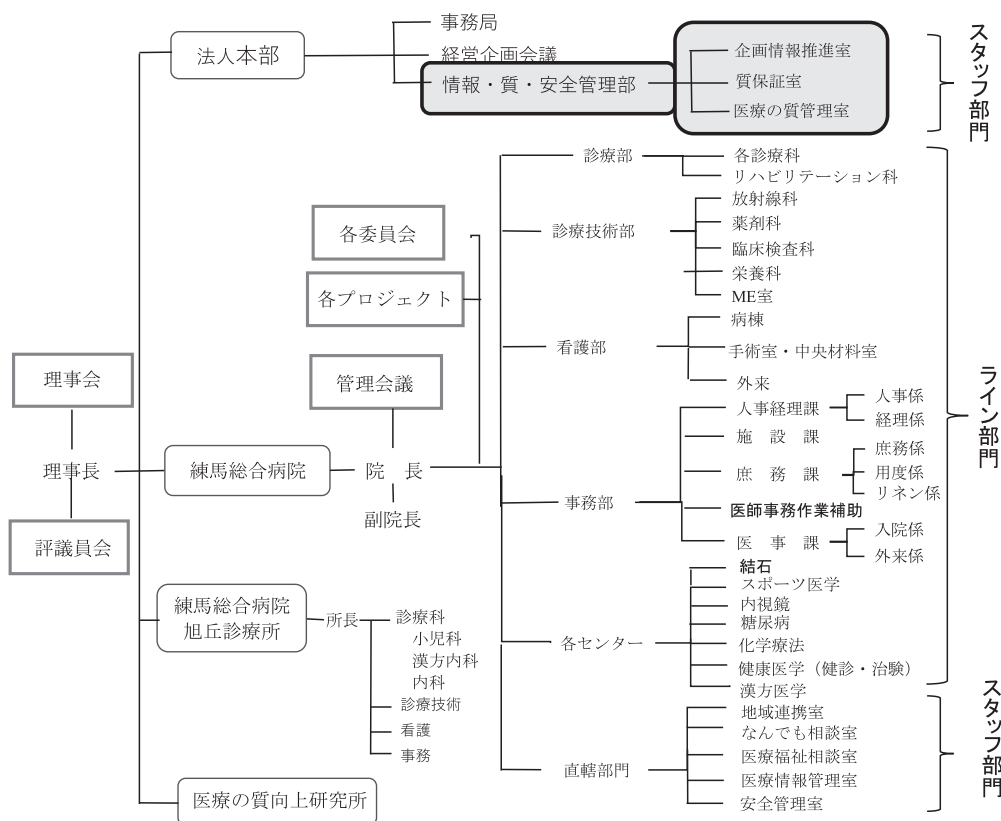 事務局
法人本部
経営企画会議
情報・質・安全管理部
企画情報推進室
質保証室
医療の質管理室
スタッフ部門
診療部
各診療科
リハビリテーション科
診療技術部
放射線科
薬剤科
臨床検査科
栄養科
ME室
各委員会
各プロジェクト
看護部
病棟
手術室・中央材料室
外来
理事会
理事長
評議員会
管理会議
練馬総合病院
院 長
副院長
事務部
人事経理課
人事係
経理係
施 設 課
庶 務 課
庶務係
用度係
リネン係
医師事務作業補助
医 事 課
入院係
外来係
ライン部門
各センター
結石
スポーツ医学
内視鏡
糖尿病
化学療法
健康医学（健診・治験）
漢方医学
練馬総合病院
旭丘診療所
所長
診療科
小児科
漢方内科
内科
診療技術
看護
事務
直轄部門
地域連携室
なんでも相談室
医療福祉相談室
医療情報管理室
安全管理室
スタッフ部門
医療の質向上研究所